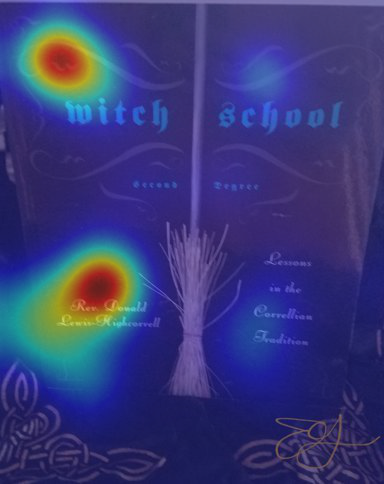 witch school
Second Degree
Lessons
in the
Correllian
Tradition
Rev. Donald
Lewis-Highcorrell